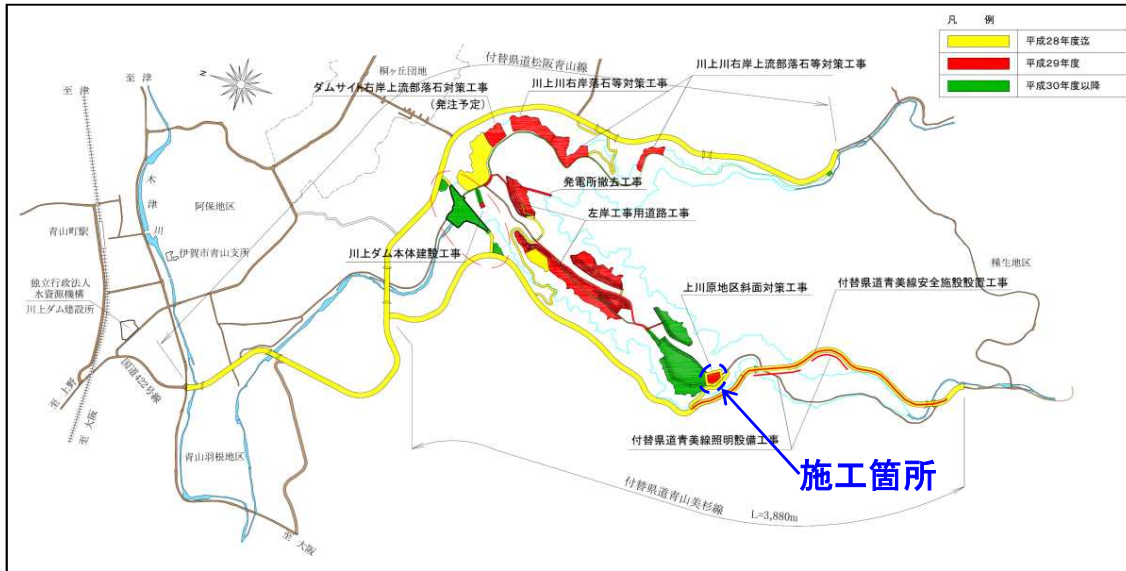 凡 例
平成28年度迄
平成29年度
平成30年度以降
付替県道松阪青山線
至 津
至 津
桐ヶ丘団地
N
ダムサイト右岸上流部落石対策工事
(発注予定)
川上川右岸落石等対策工事
川上川右岸上流部落石等対策工事
木津川
阿保地区
発電所撤去工事
左岸工事用道路工事
青山町駅
伊賀市青山支所
川上ダム本体建設工事
独立行政法人
水資源機構
川上ダム建設所
上川原地区斜面対策工事
付替県道青美線安全施設設置工事
種生地区
国道422号線
至 上野
至 大阪
青山羽根地区
付替県道青美線照明設備工事
施工箇所
付替県道青山美杉線 L=3,880m
至 大阪